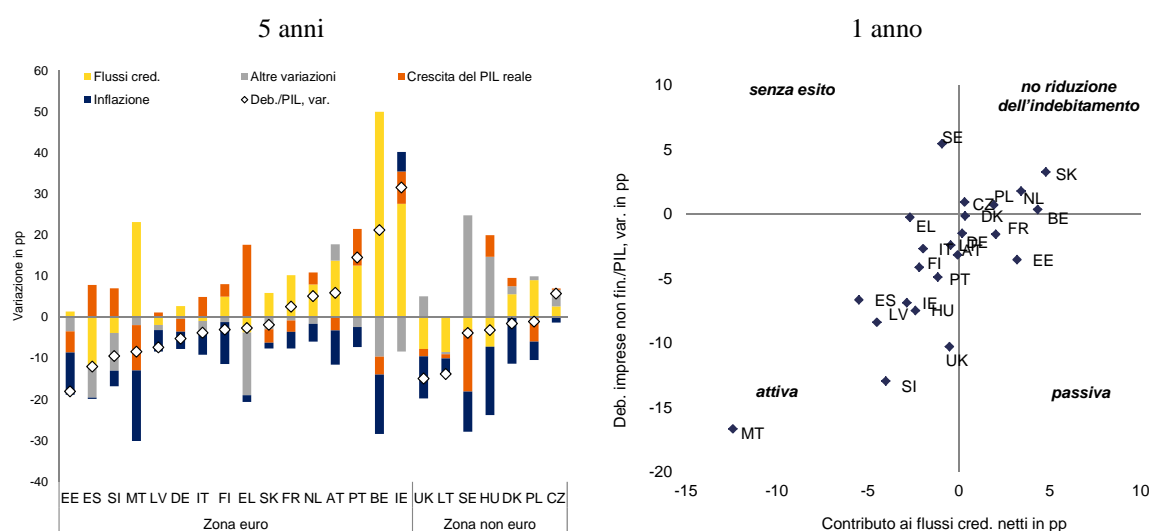 5 anni
Flussi cred.
Altre variazioni
Crescita del PIL reale
Inflazione
Deb./PIL, var.
Variazione in pp
60
50
40
30
20
10
0
-10
-20
-30
-40
EE ES SI MT LV DE IT FI EL SK FR NL AT PT BE IE UK LT SE HU DK PL CZ
Zona euro
Zona non euro
1 anno
Deb. imprese non fin./PIL, var. in pp
10
5
0
-5
-10
-15
-20
senza esito
no riduzione
dell'indebitamento
SE
SK
PL
NL
CZ
DK
BE
EL
FR
DE
LT
IT
AT
EE
FI
PT
ES
IE
LV
HU
UK
SI
MT
attiva
passiva
-15 -10 -5 0 5 10
Contributo ai flussi cred. netti in pp